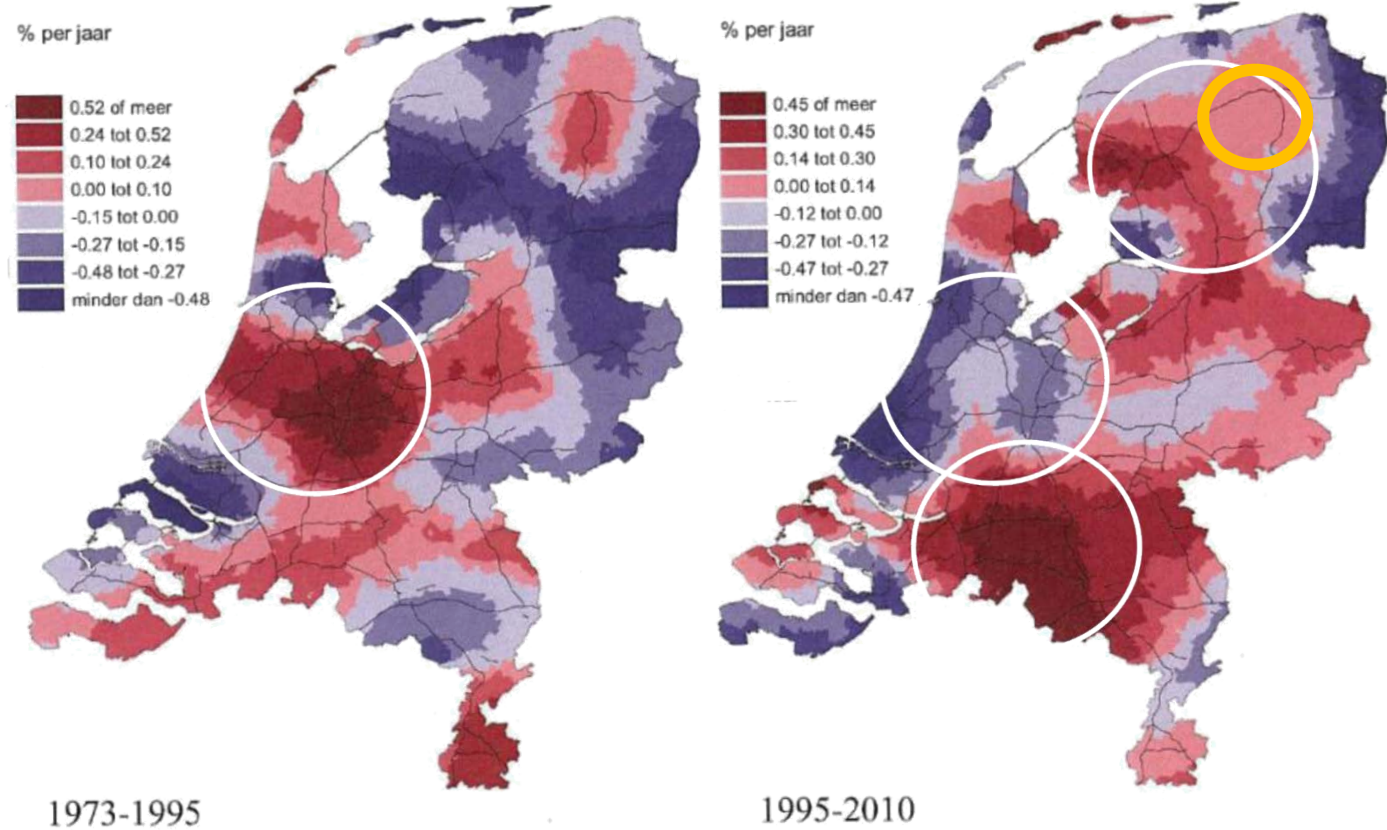 % per jaar
0.52 of meer
0.24 tot 0.52
0.10 tot 0.24
0.00 tot 0.10
-0.15 tot 0.00
-0.27 tot -0.15
-0.48 tot -0.27
minder dan -0.48
1973-1995
% per jaar
0.45 of meer
0.30 tot 0.45
0.14 tot 0.30
0.00 tot 0.14
-0.12 tot 0.00
-0.27 tot -0.12
-0.47 tot -0.27
minder dan -0.47
1995-2010